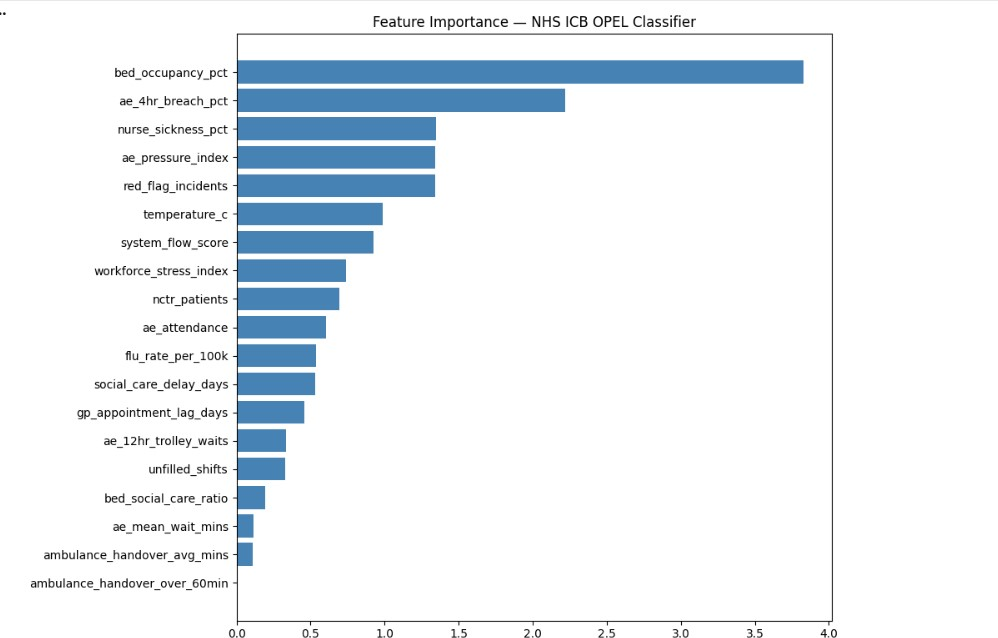 ..
Feature Importance — NHS ICB OPEL Classifier
bed_occupancy_pct
ae_4hr_breach_pct
nurse_sickness_pct
ae_pressure_index
red_flag_incidents
temperature_c
system_flow_score
workforce_stress_index
nctr_patients
ae_attendance
flu_rate_per_100k
social_care_delay_days
gp_appointment_lag_days
ae_12hr_trolley_waits
unfilled_shifts
bed_social_care_ratio
ae_mean_wait_mins
ambulance_handover_avg_mins
ambulance_handover_over_60min
0.0 0.5 1.0 1.5 2.0 2.5 3.0 3.5 4.0